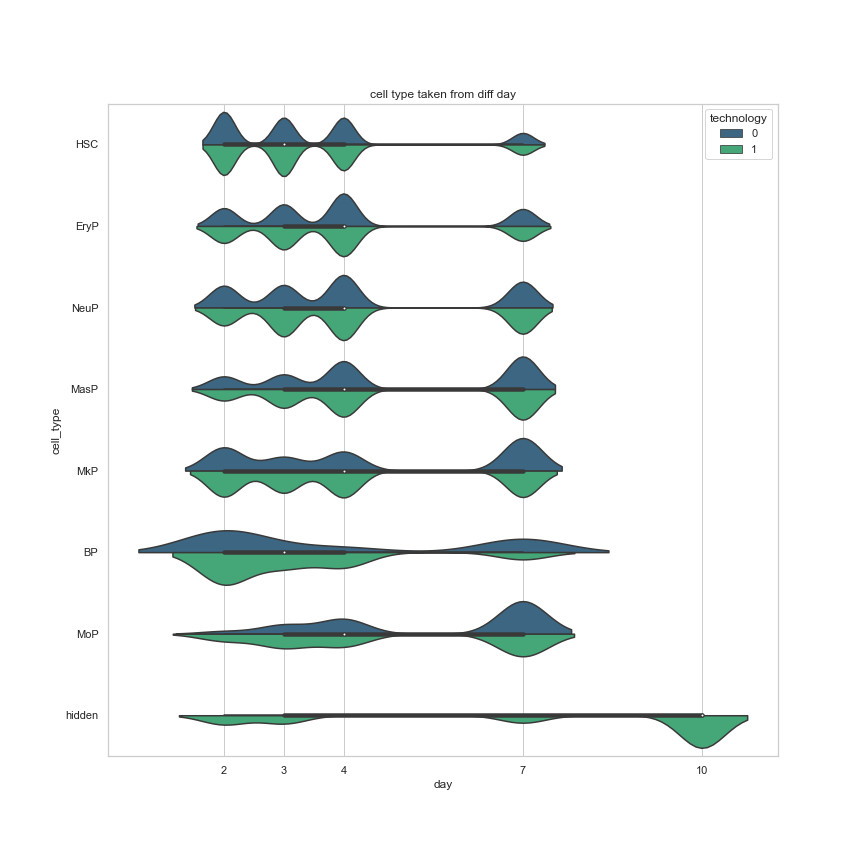 cell type taken from diff day
technology
0
1
HSC
EryP
NeuP
MasP
MkP
BP
MoP
hidden
cell_type
2 3 4 7 10
day